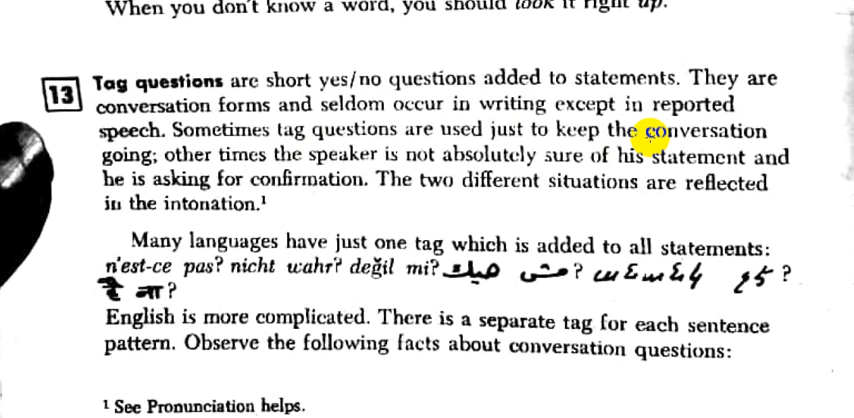 When you don't know a word, you should look it right up.
13 Tag questions are short yes/no questions added to statements. They are
conversation forms and seldom occur in writing except in reported
speech. Sometimes tag questions are used just to keep the conversation
going; other times the speaker is not absolutely sure of his statement and
he is asking for confirmation. The two different situations are reflected
in the intonation.¹
Many languages have just one tag which is added to all statements:
n'est-ce pas? nicht wahr? değil mi? مش هيك ?
है ना?
English is more complicated. There is a separate tag for each sentence
pattern. Observe the following facts about conversation questions:
¹ See Pronunciation helps.